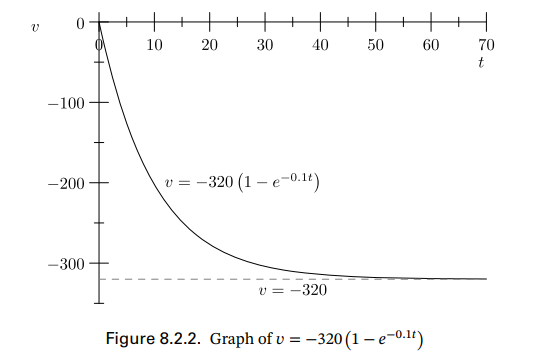 v
0
0 10 20 30 40 50 60 70
t
−100
−200
v = −320 (1 − e^{−0.1t})
−300
v = −320
Figure 8.2.2. Graph of v = −320(1 − e^{−0.1t})